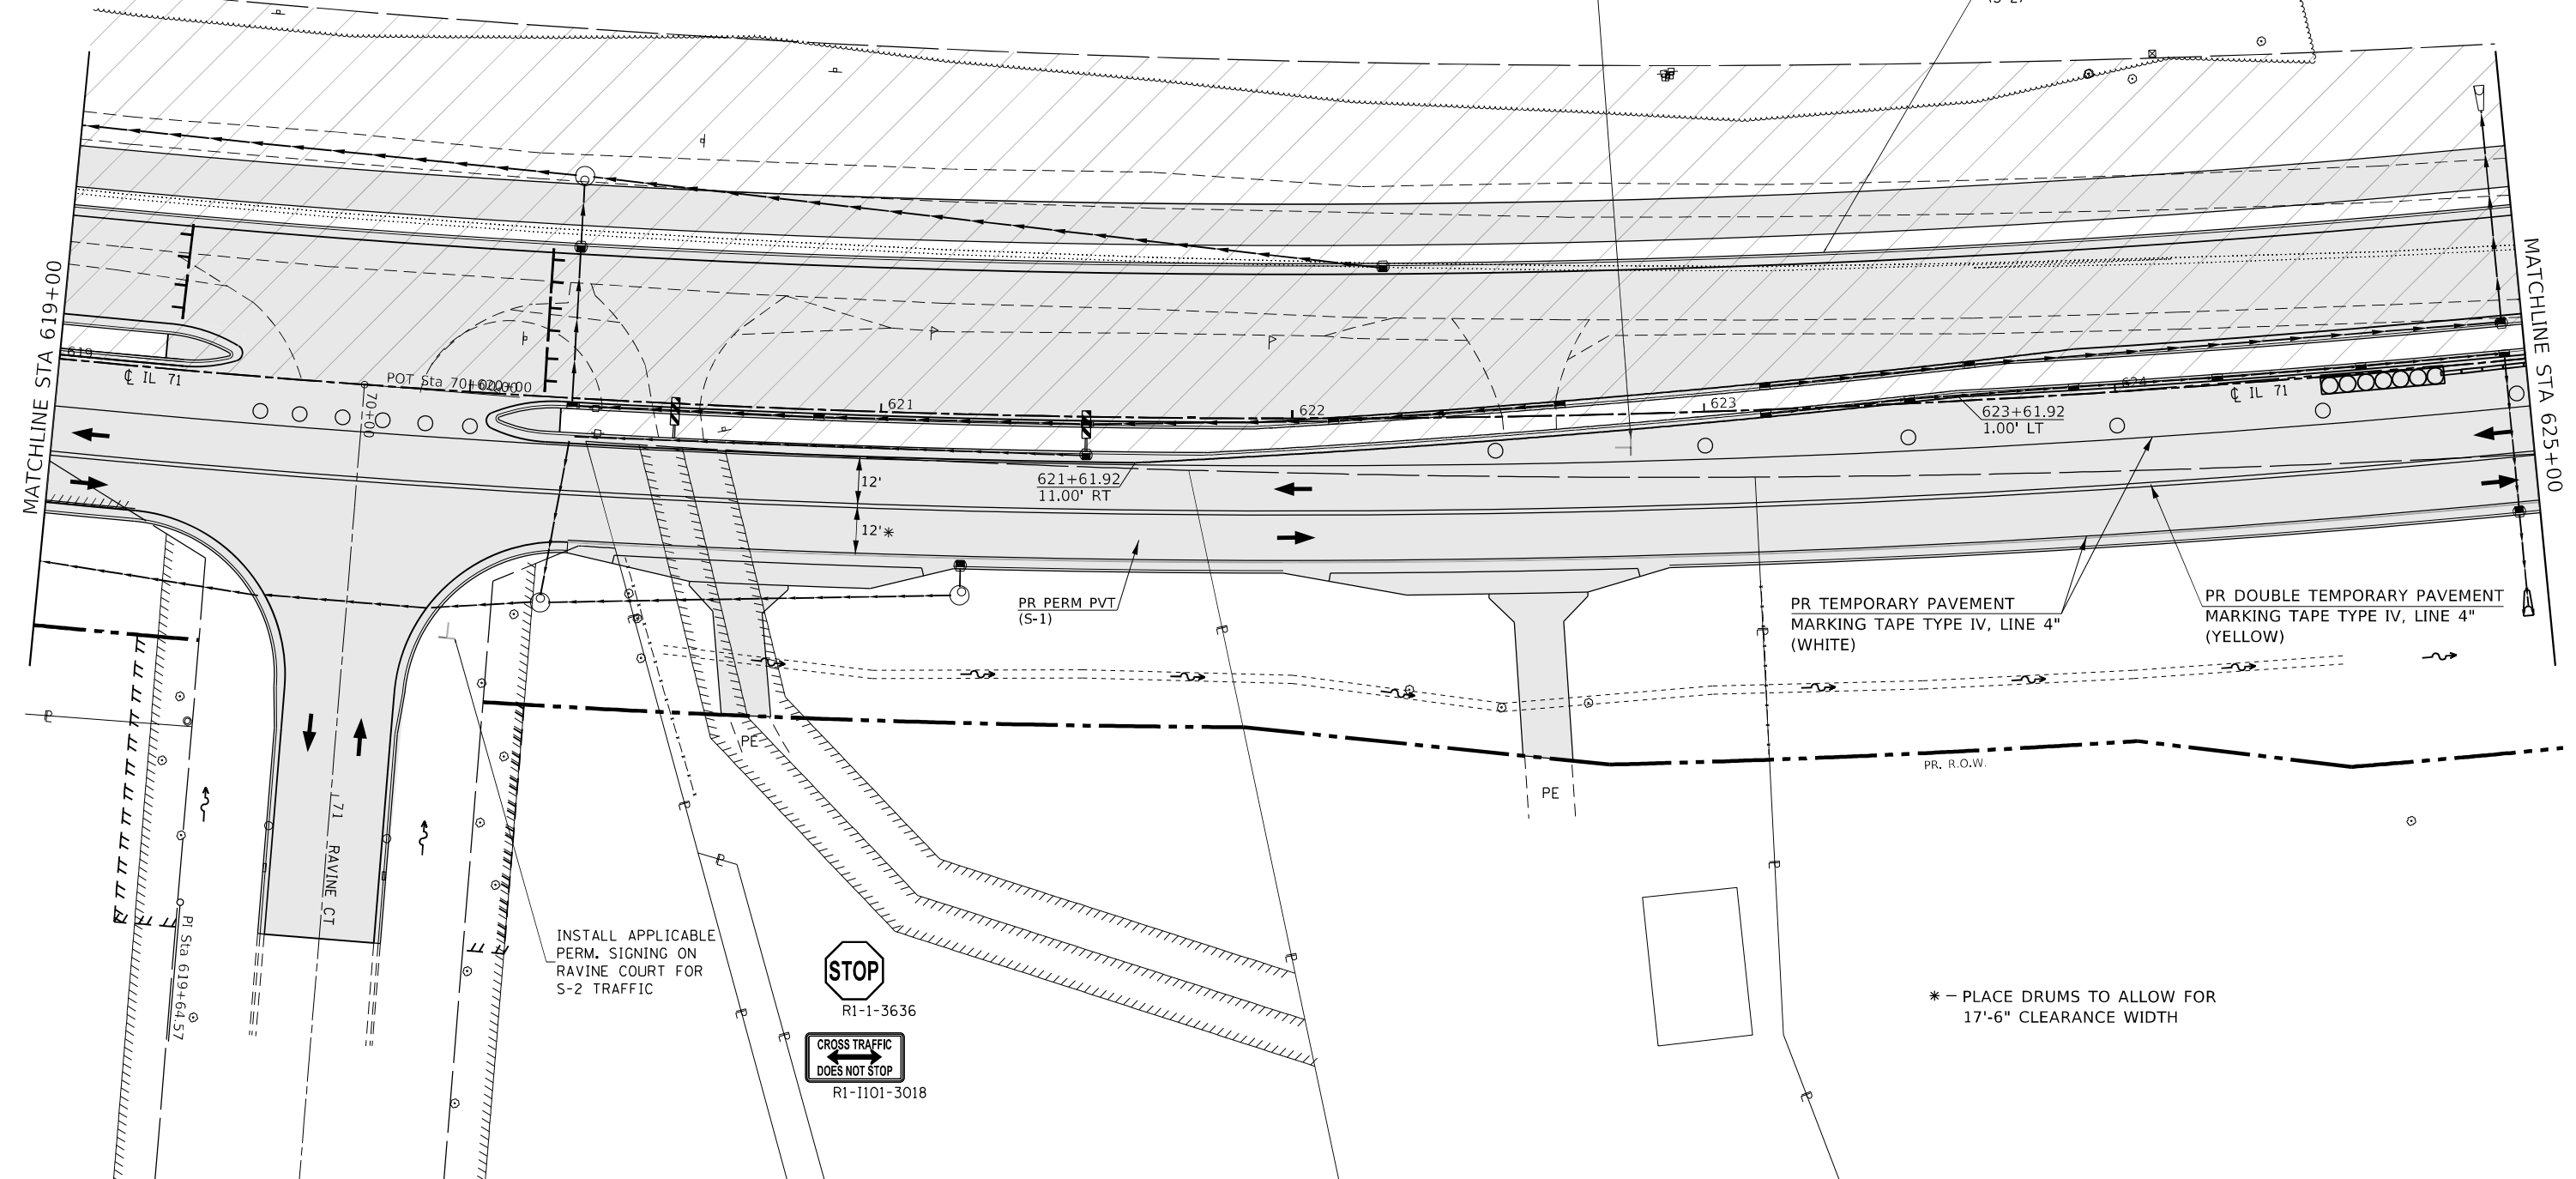 MATCHLINE STA 619+00
619
℄ IL 71
POT Sta 70+00.00
70+00
621
622
623
624
℄ IL 71
MATCHLINE STA 625+00
623+61.92
1.00' LT
621+61.92
11.00' RT
12'
12'*
PR PERM PVT
(S-1)
PR TEMPORARY PAVEMENT
MARKING TAPE TYPE IV, LINE 4"
(WHITE)
PR DOUBLE TEMPORARY PAVEMENT
MARKING TAPE TYPE IV, LINE 4"
(YELLOW)
PE
PE
PR. R.O.W.
71
RAVINE CT
PI Sta 619+64.57
INSTALL APPLICABLE
PERM. SIGNING ON
RAVINE COURT FOR
S-2 TRAFFIC
STOP
R1-1-3636
CROSS TRAFFIC
DOES NOT STOP
R1-I101-3018
* – PLACE DRUMS TO ALLOW FOR
17'-6" CLEARANCE WIDTH